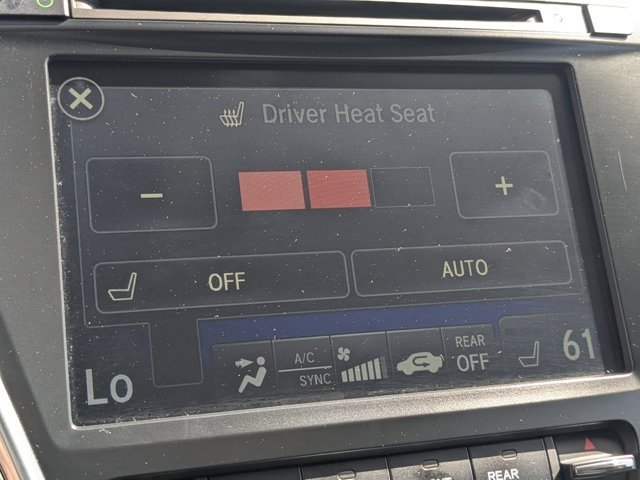 Driver Heat Seat
- +
OFF AUTO
Lo A/C SYNC REAR OFF 61
REAR